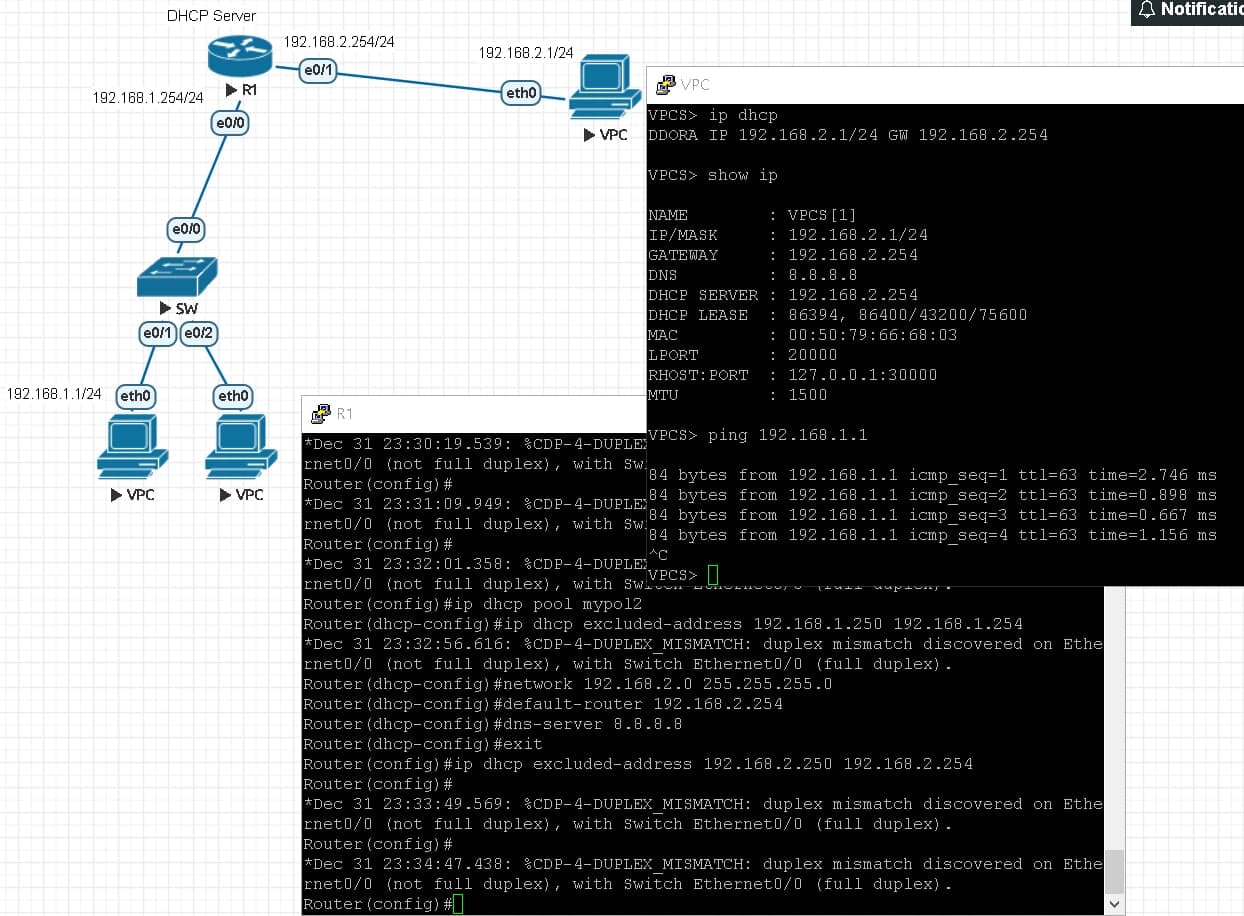 Notificatio
DHCP Server
192.168.2.254/24
192.168.2.1/24
e0/1
eth0
R1
192.168.1.254/24
e0/0
VPC
e0/0
SW
e0/1 e0/2
192.168.1.1/24
eth0
eth0
VPC
VPC
VPC
VPCS> ip dhcp
DDORA IP 192.168.2.1/24 GW 192.168.2.254
VPCS> show ip
NAME : VPCS[1]
IP/MASK : 192.168.2.1/24
GATEWAY : 192.168.2.254
DNS : 8.8.8.8
DHCP SERVER : 192.168.2.254
DHCP LEASE : 86394, 86400/43200/75600
MAC : 00:50:79:66:68:03
LPORT : 20000
RHOST:PORT : 127.0.0.1:30000
MTU : 1500
VPCS> ping 192.168.1.1
84 bytes from 192.168.1.1 icmp_seq=1 ttl=63 time=2.746 ms
84 bytes from 192.168.1.1 icmp_seq=2 ttl=63 time=0.898 ms
84 bytes from 192.168.1.1 icmp_seq=3 ttl=63 time=0.667 ms
84 bytes from 192.168.1.1 icmp_seq=4 ttl=63 time=1.156 ms
^C
VPCS>
R1
*Dec 31 23:30:19.539: %CDP-4-DUPLEX
rnet0/0 (not full duplex), with Sw
Router(config)#
*Dec 31 23:31:09.949: %CDP-4-DUPLEX
rnet0/0 (not full duplex), with Sw
Router(config)#
*Dec 31 23:32:01.358: %CDP-4-DUPLEX
rnet0/0 (not full duplex), with Sw
Router(config)#ip dhcp pool mypol2
Router(dhcp-config)#ip dhcp excluded-address 192.168.1.250 192.168.1.254
*Dec 31 23:32:56.616: %CDP-4-DUPLEX_MISMATCH: duplex mismatch discovered on Ethe
rnet0/0 (not full duplex), with Switch Ethernet0/0 (full duplex).
Router(dhcp-config)#network 192.168.2.0 255.255.255.0
Router(dhcp-config)#default-router 192.168.2.254
Router(dhcp-config)#dns-server 8.8.8.8
Router(dhcp-config)#exit
Router(config)#ip dhcp excluded-address 192.168.2.250 192.168.2.254
Router(config)#
*Dec 31 23:33:49.569: %CDP-4-DUPLEX_MISMATCH: duplex mismatch discovered on Ethe
rnet0/0 (not full duplex), with Switch Ethernet0/0 (full duplex).
Router(config)#
*Dec 31 23:34:47.438: %CDP-4-DUPLEX_MISMATCH: duplex mismatch discovered on Ethe
rnet0/0 (not full duplex), with Switch Ethernet0/0 (full duplex).
Router(config)#